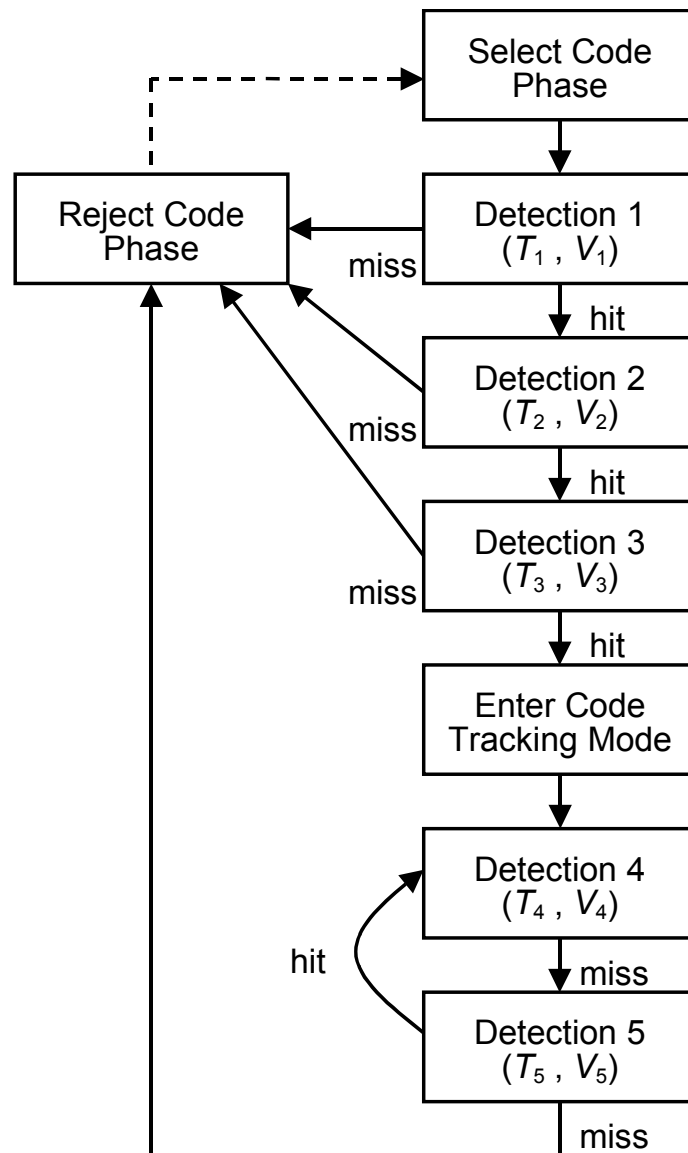 Select Code
Phase
Reject Code
Phase
Detection 1
(T₁ , V₁)
miss
hit
Detection 2
(T₂ , V₂)
miss
hit
Detection 3
(T₃ , V₃)
miss
hit
Enter Code
Tracking Mode
Detection 4
(T₄ , V₄)
hit
miss
Detection 5
(T₅ , V₅)
miss